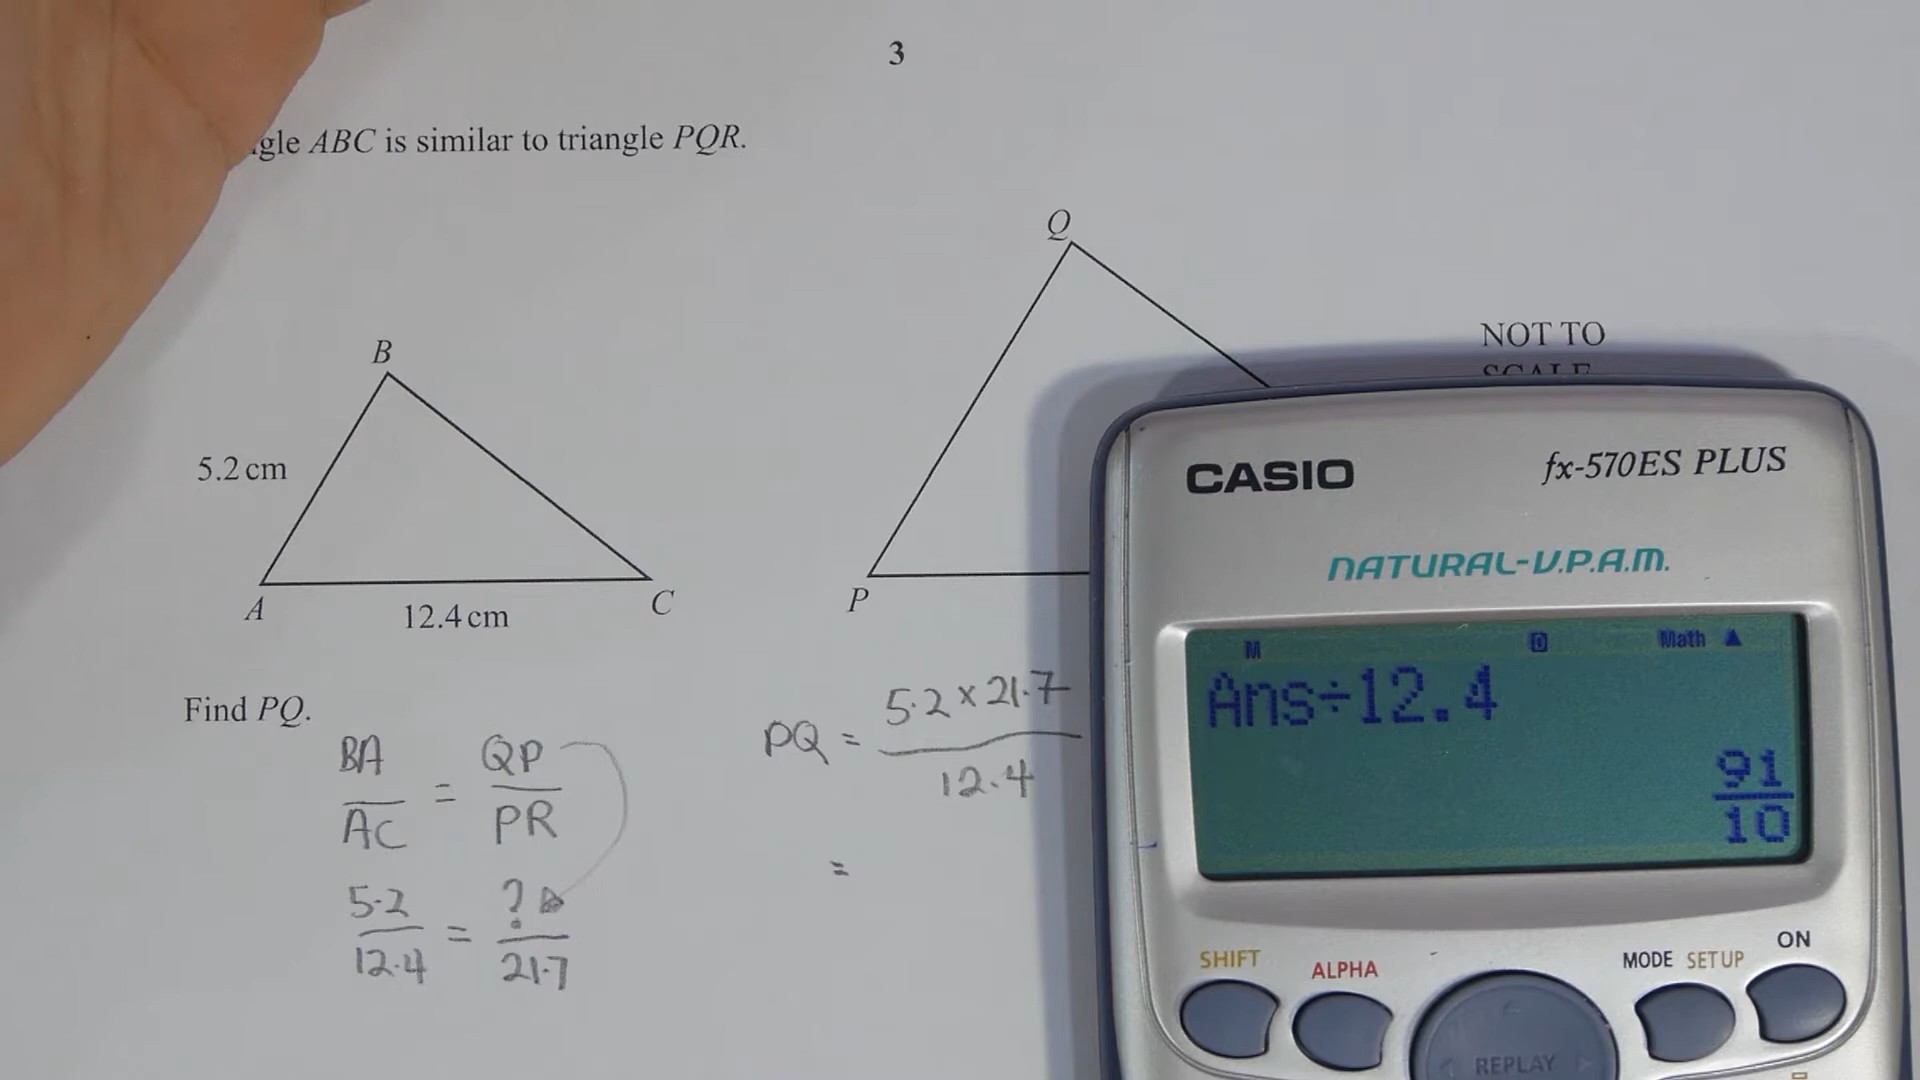 3
gle ABC is similar to triangle PQR.
Q
NOT TO
SCALE
B
5.2 cm
A
12.4 cm
C
P
Find PQ.
BA/AC = QP/PR
5.2/12.4 = ?/21.7
PQ = 5.2 × 21.7/12.4
=
CASIO
fx-570ES PLUS
NATURAL-V.P.A.M.
M D Math ▲
Ans÷12.4
91/10
SHIFT
ALPHA
MODE SETUP
ON
REPLAY